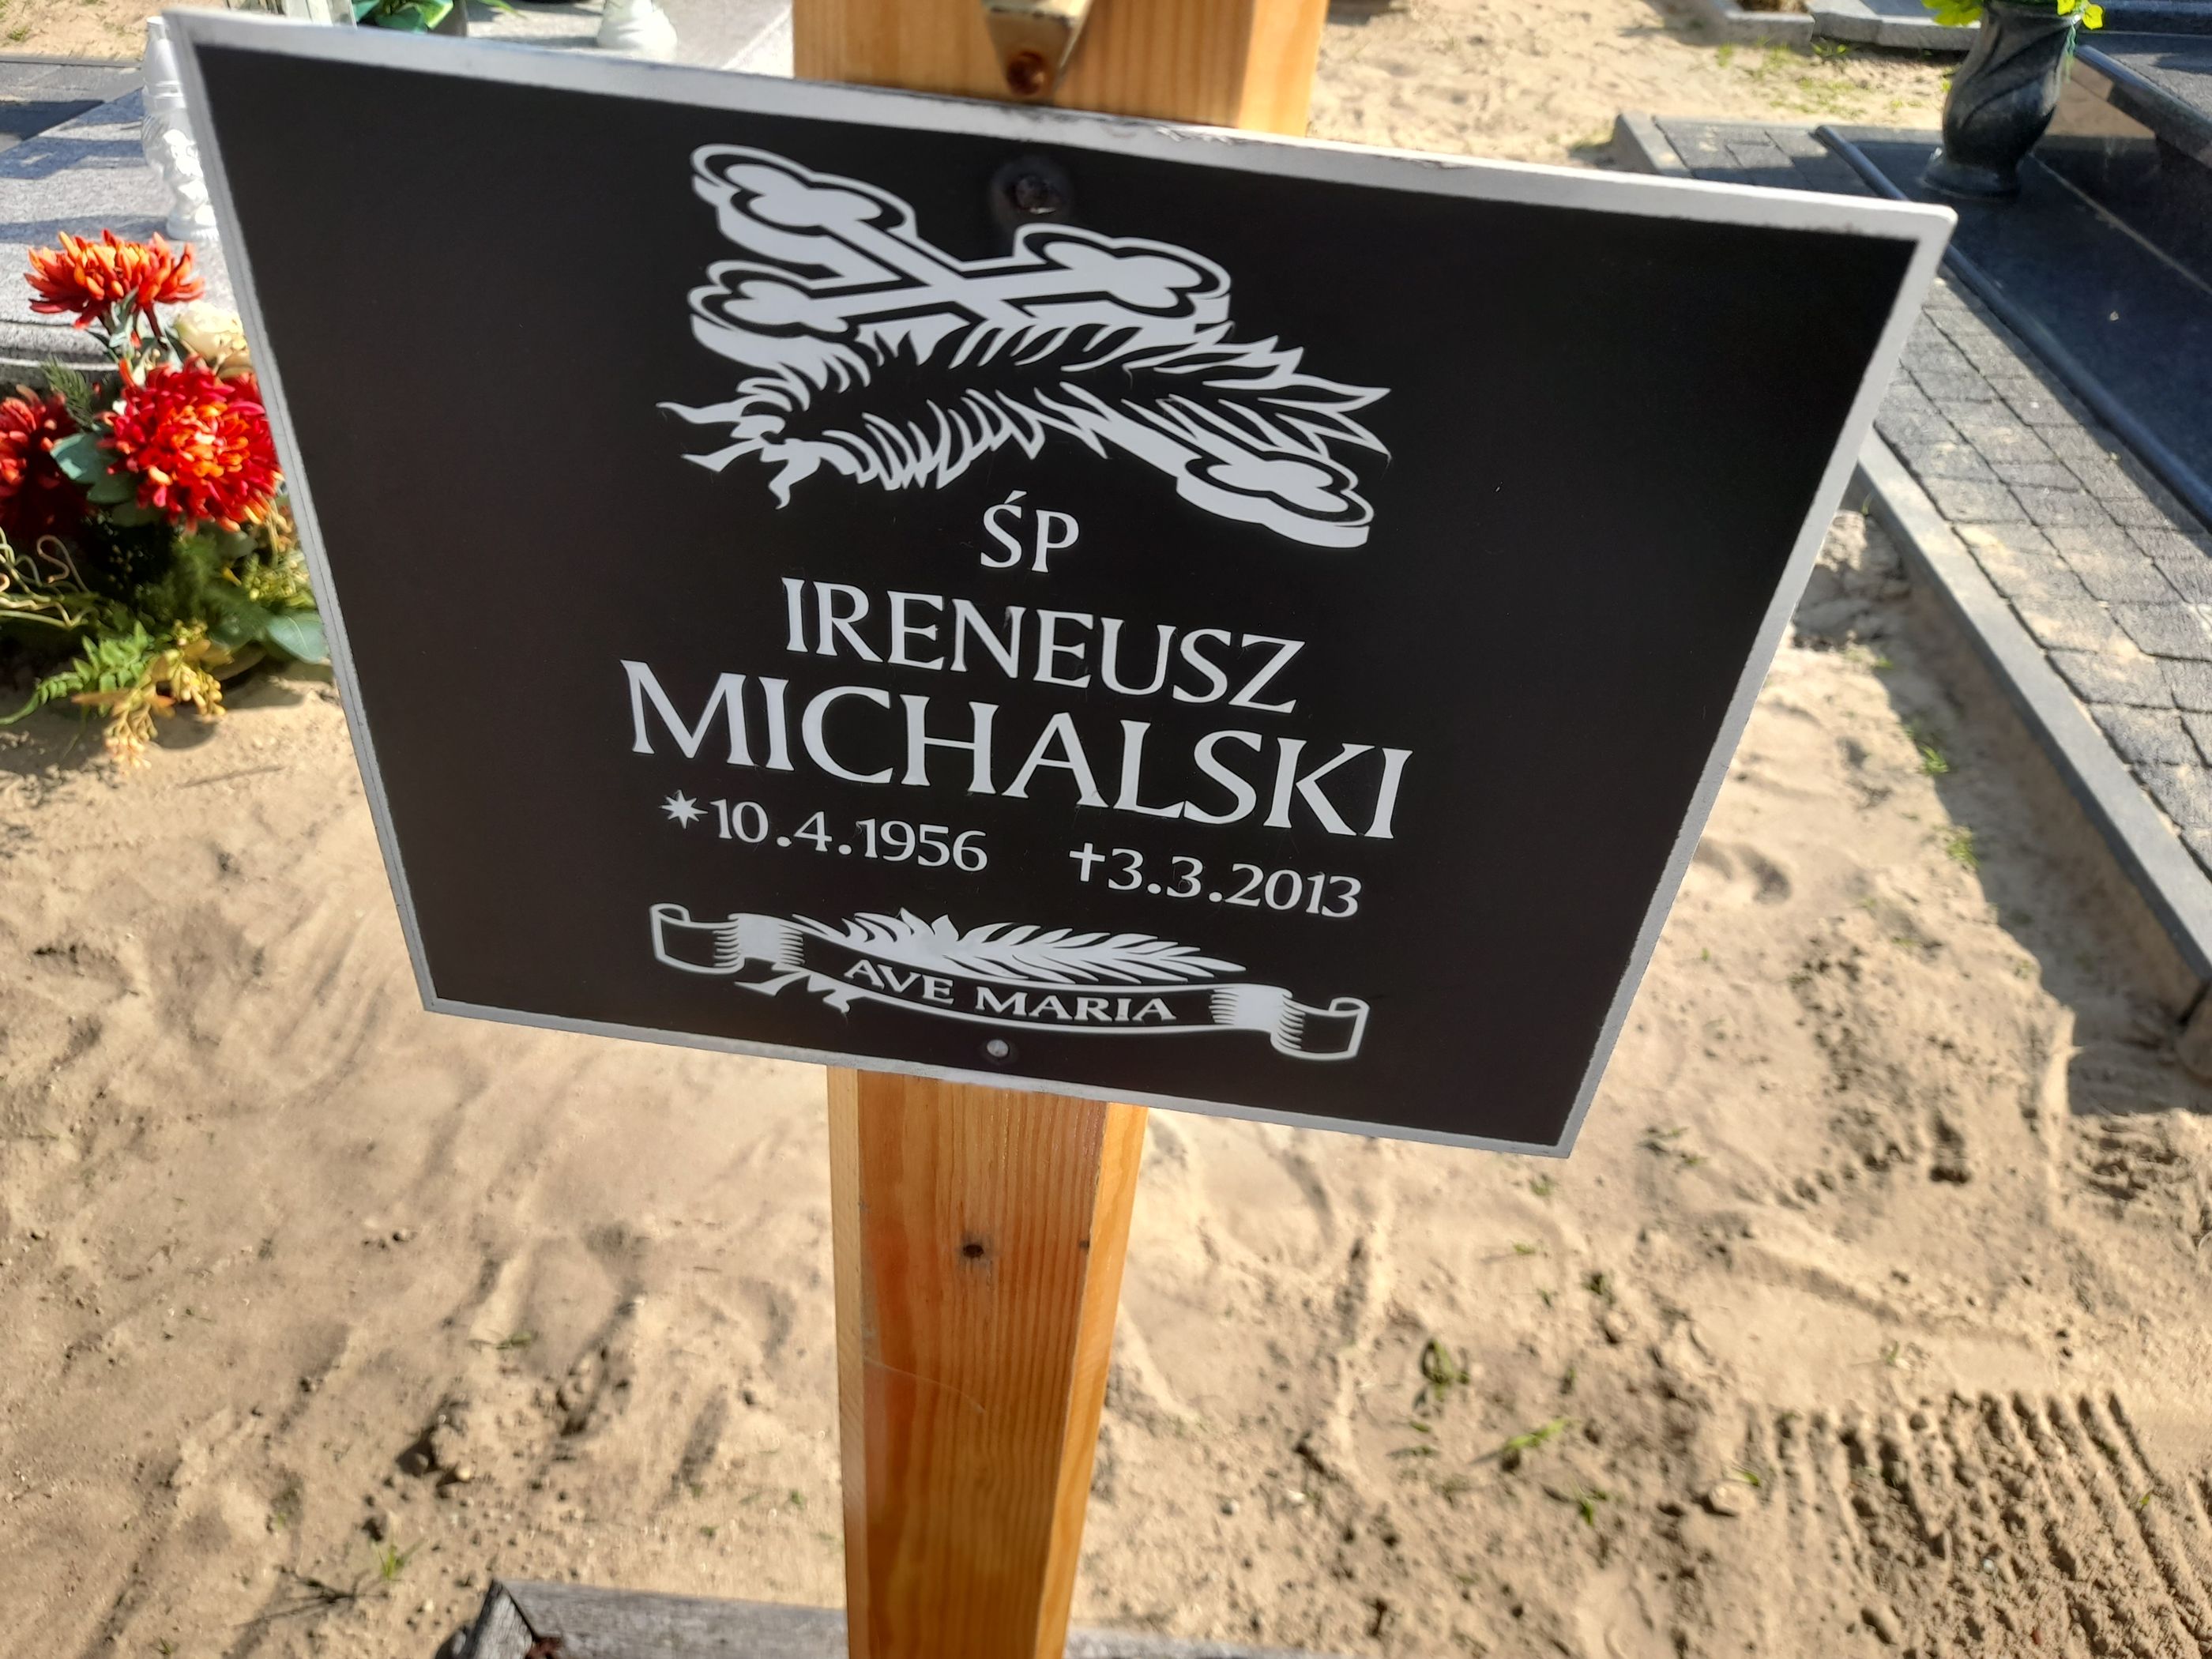 ŚP
IRENEUSZ
MICHALSKI
*10.4.1956 †3.3.2013
AVE MARIA